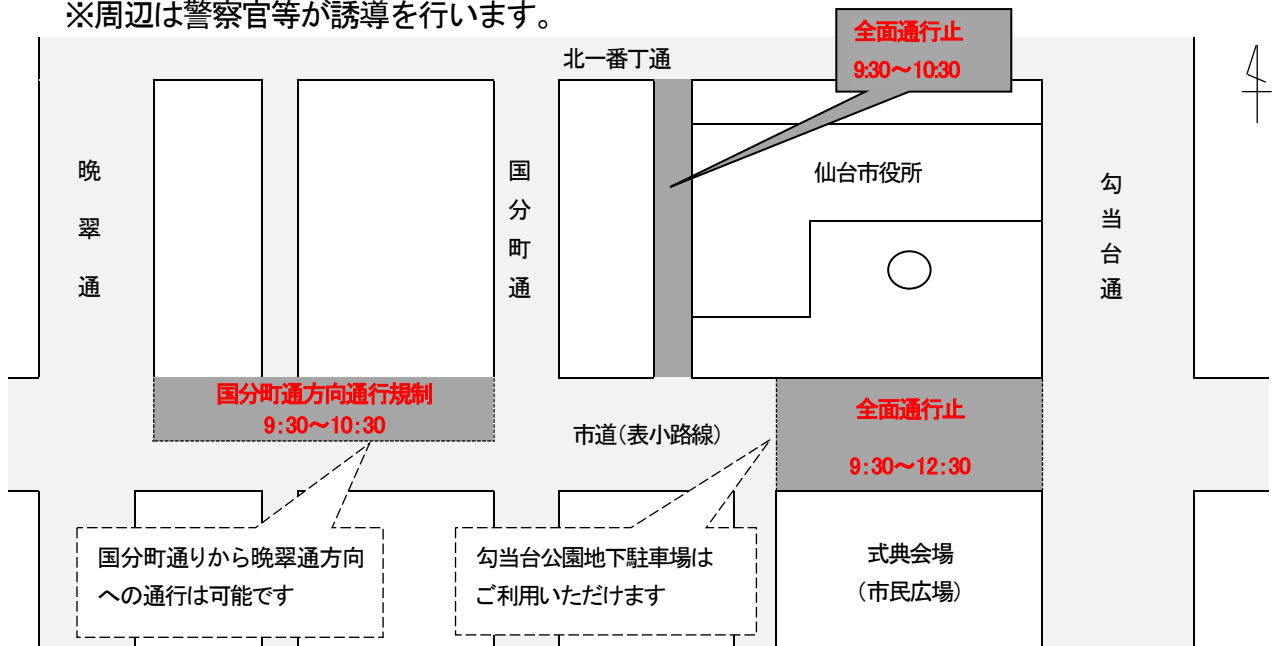 ※周辺は警察官等が誘導を行います。
全面通行止
9:30～10:30
北一番丁通
晩翠通
国分町通
仙台市役所
勾当台通
国分町通方向通行規制
9:30～10:30
市道(表小路線)
全面通行止
9:30～12:30
国分町通りから晩翠通方向
への通行は可能です
勾当台公園地下駐車場は
ご利用いただけます
式典会場
(市民広場)